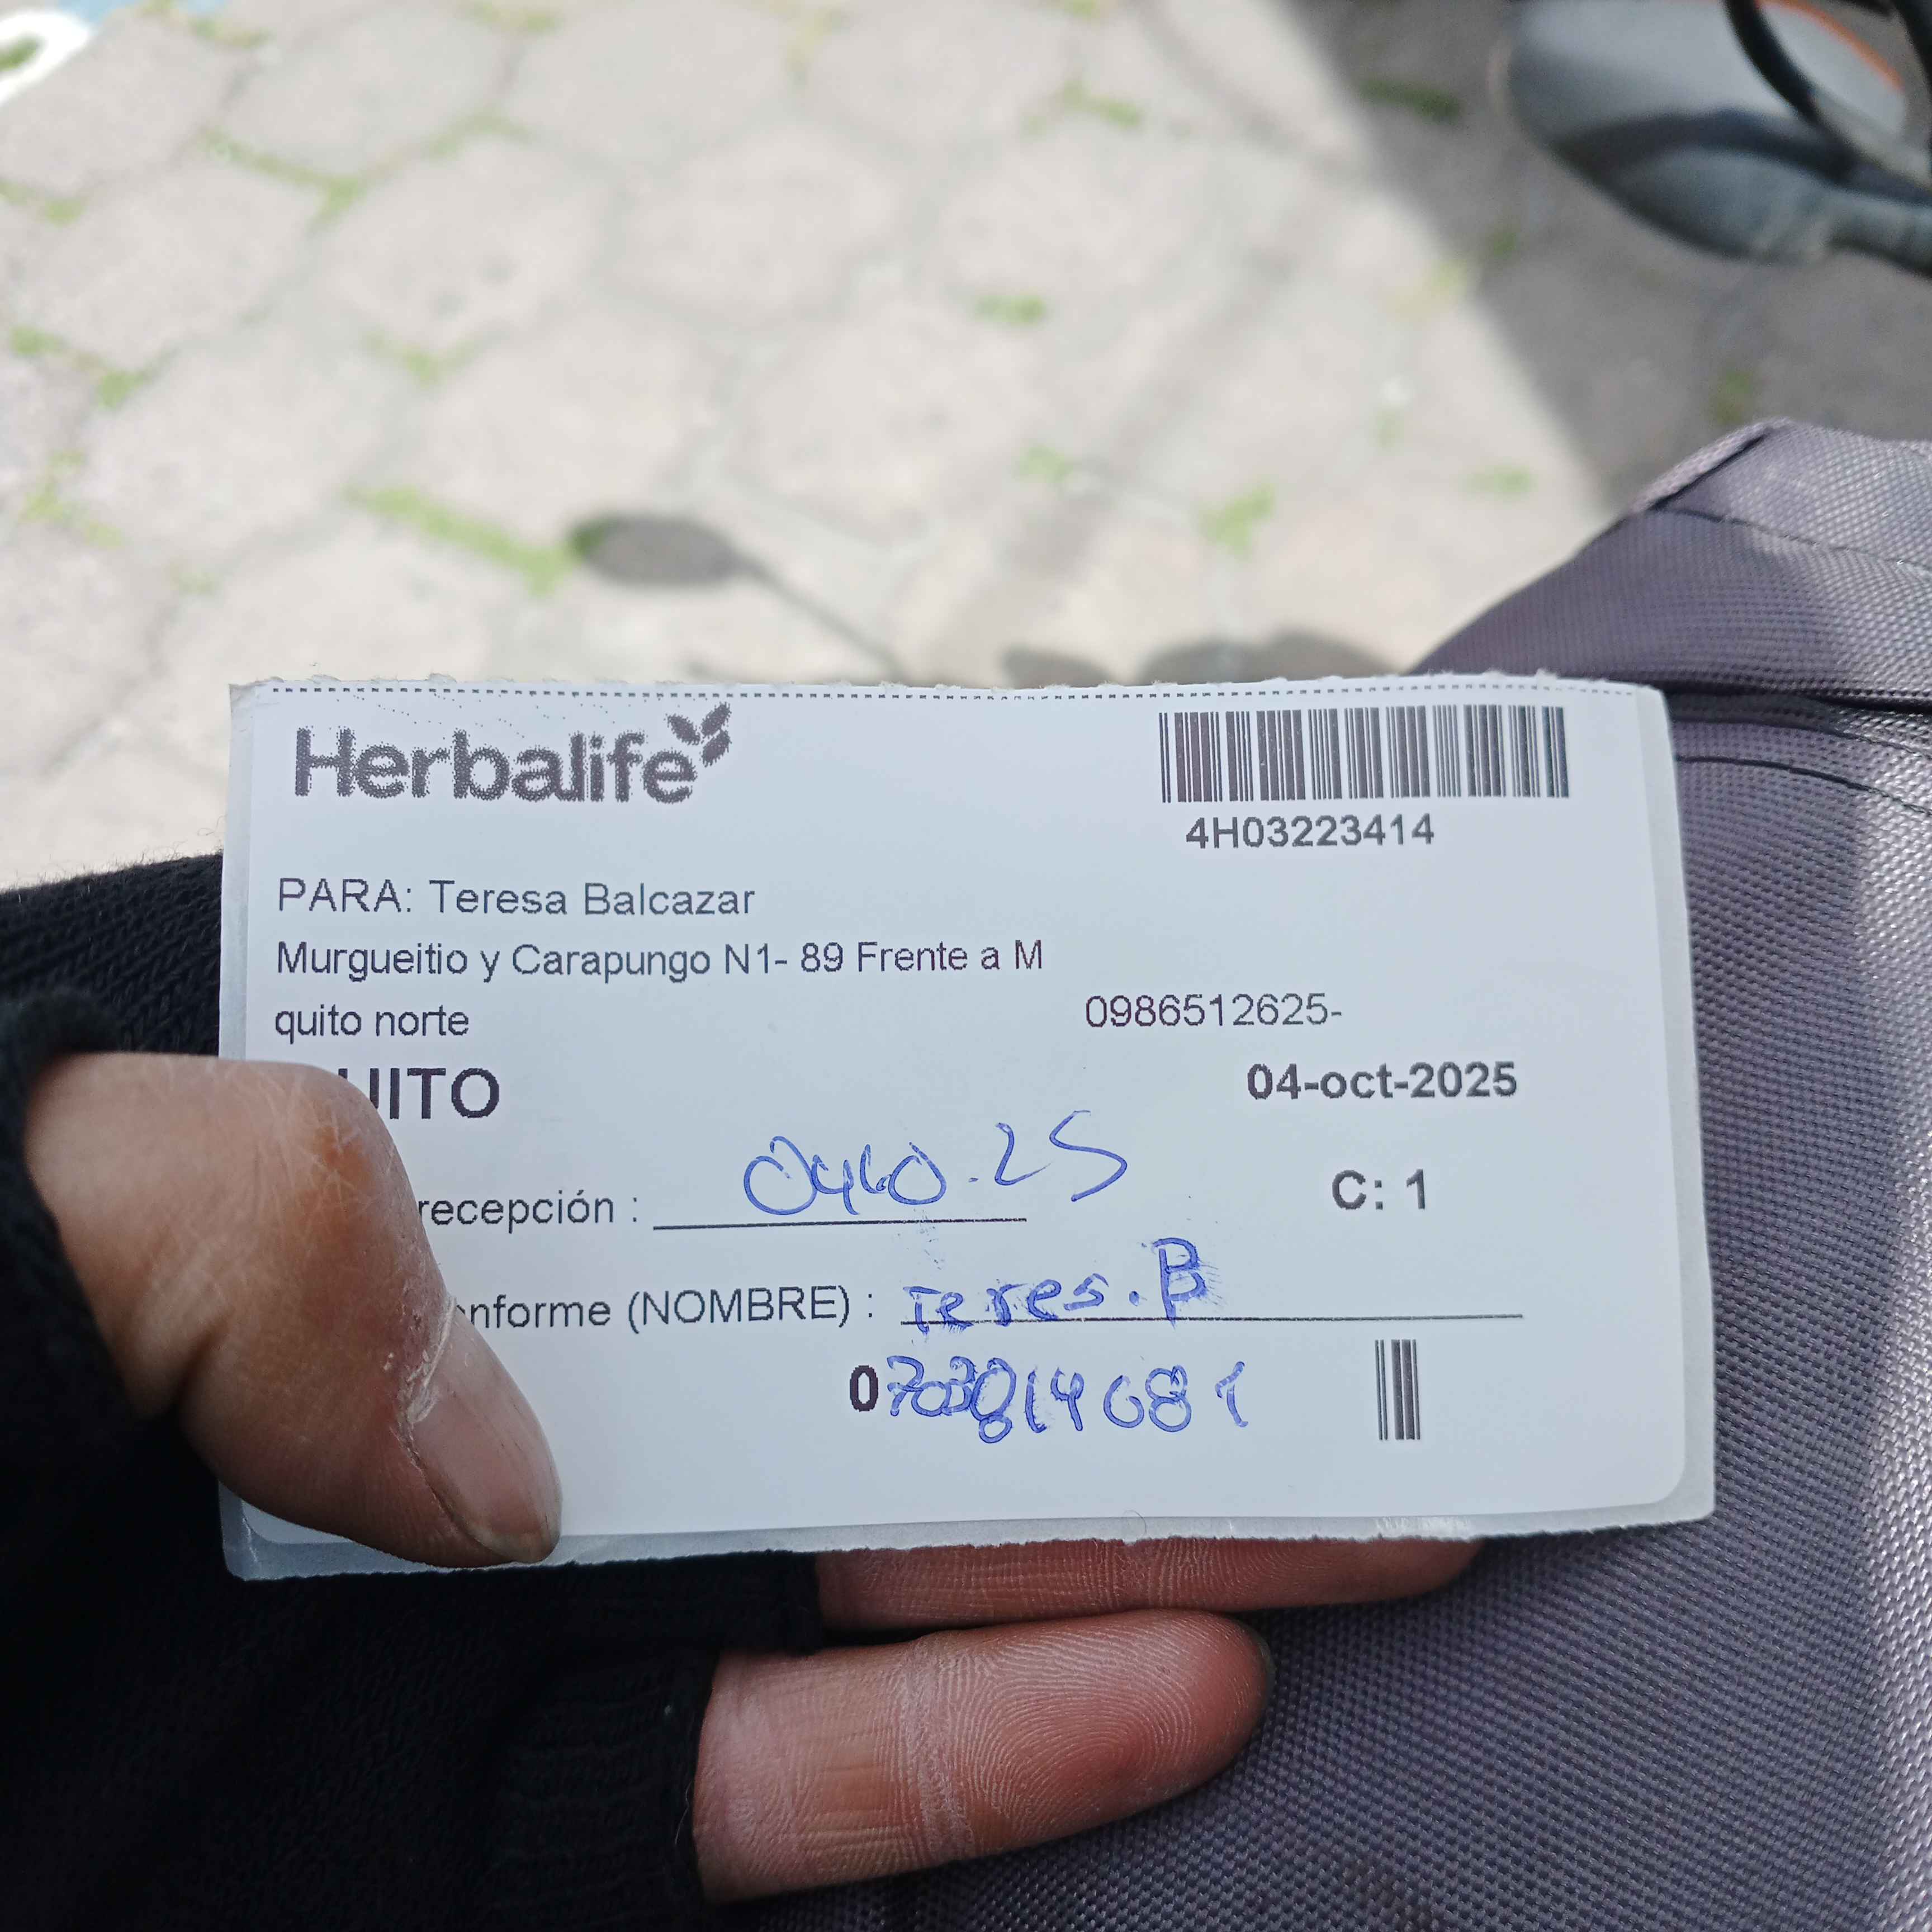 Herbalife
4H03223414
PARA: Teresa Balcazar
Murgueitio y Carapungo N1- 89 Frente a M
quito norte 0986512625-
UITO 04-oct-2025
recepción : C: 1
nforme (NOMBRE) : Teres. B